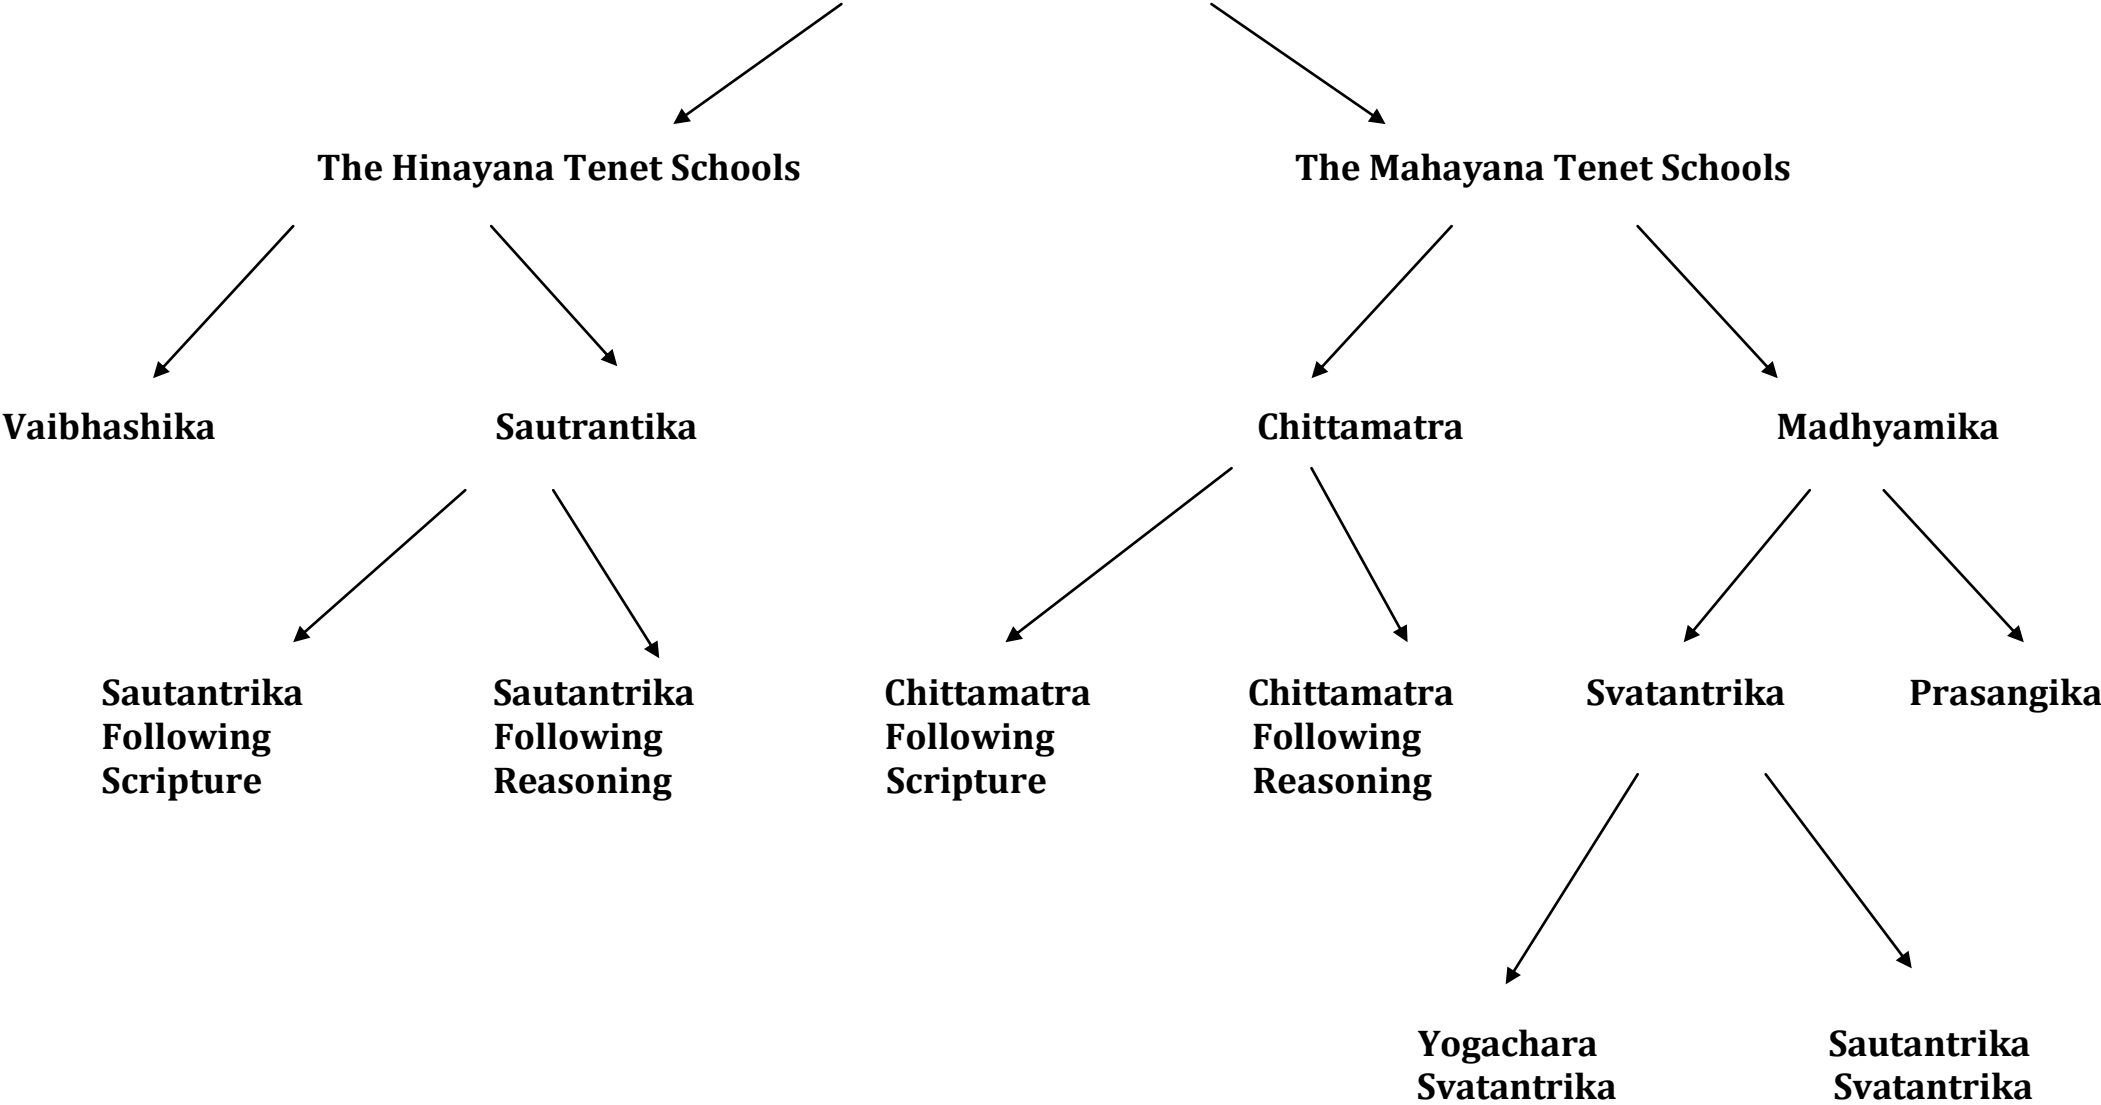 The Hinayana Tenet Schools
The Mahayana Tenet Schools
Vaibhashika
Sautrantika
Chittamatra
Madhyamika
Sautantrika
Following
Scripture
Sautantrika
Following
Reasoning
Chittamatra
Following
Scripture
Chittamatra
Following
Reasoning
Svatantrika
Prasangika
Yogachara
Svatantrika
Sautantrika
Svatantrika